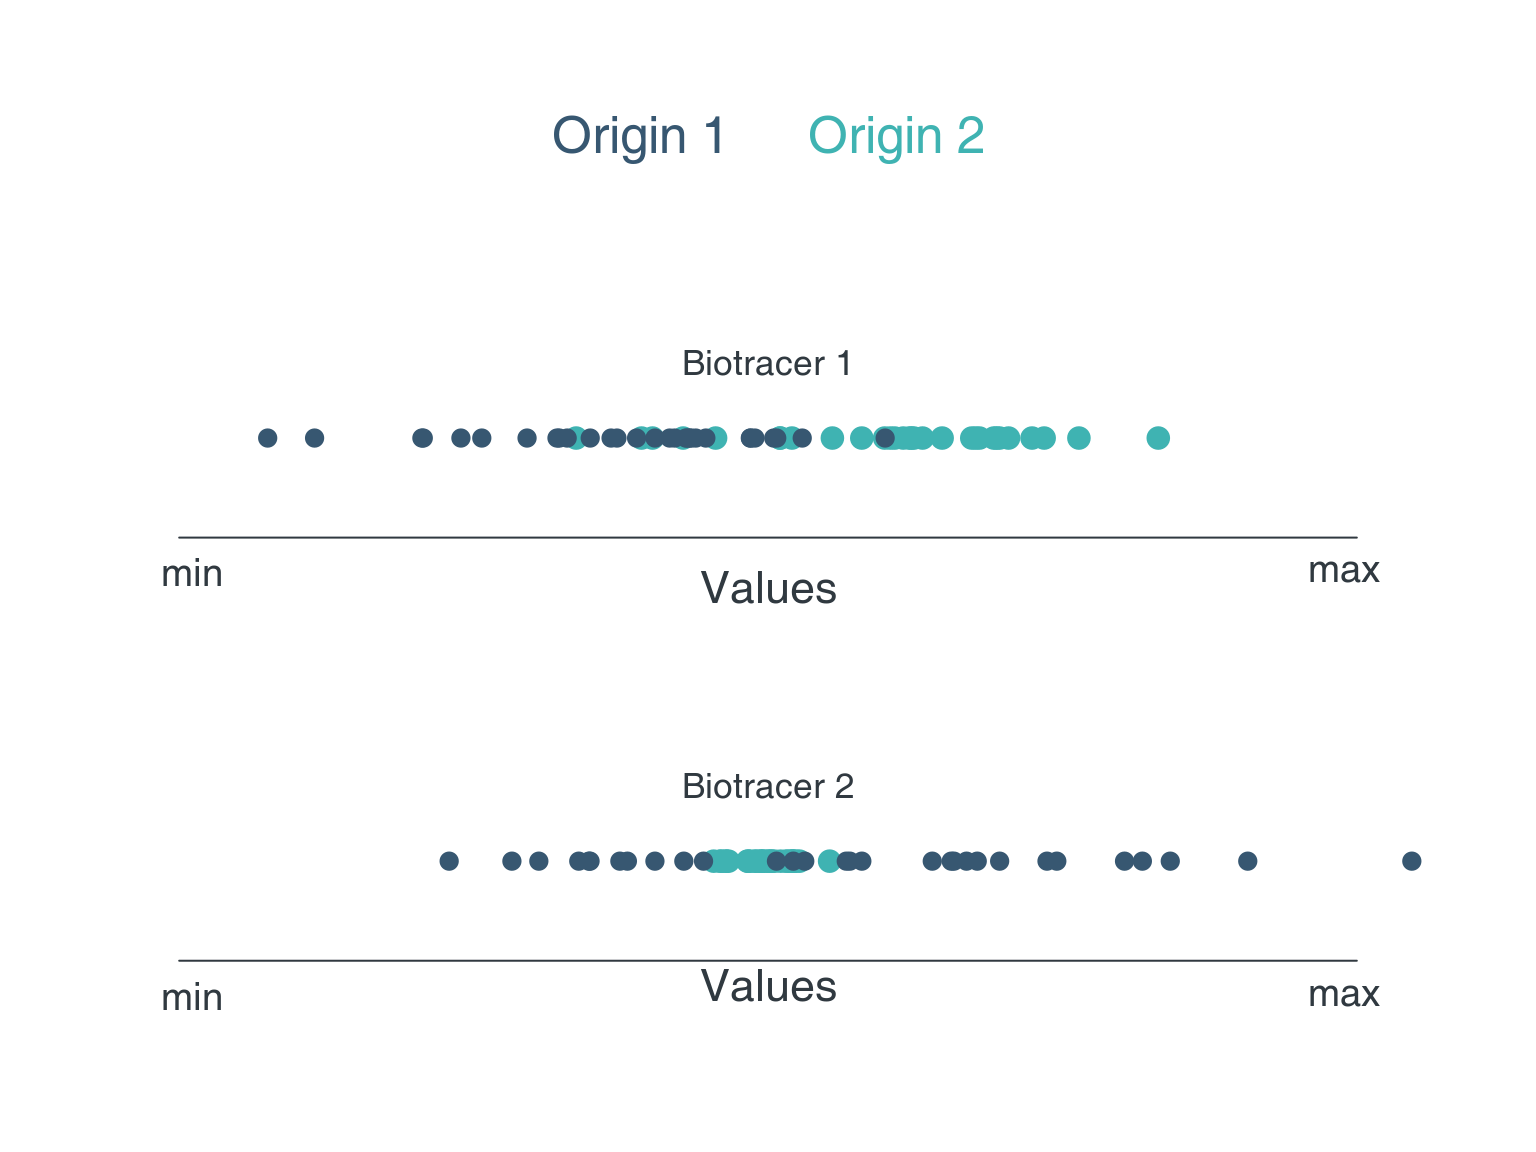 Origin 1 Origin 2
Biotracer 1
min Values max
Biotracer 2
min Values max